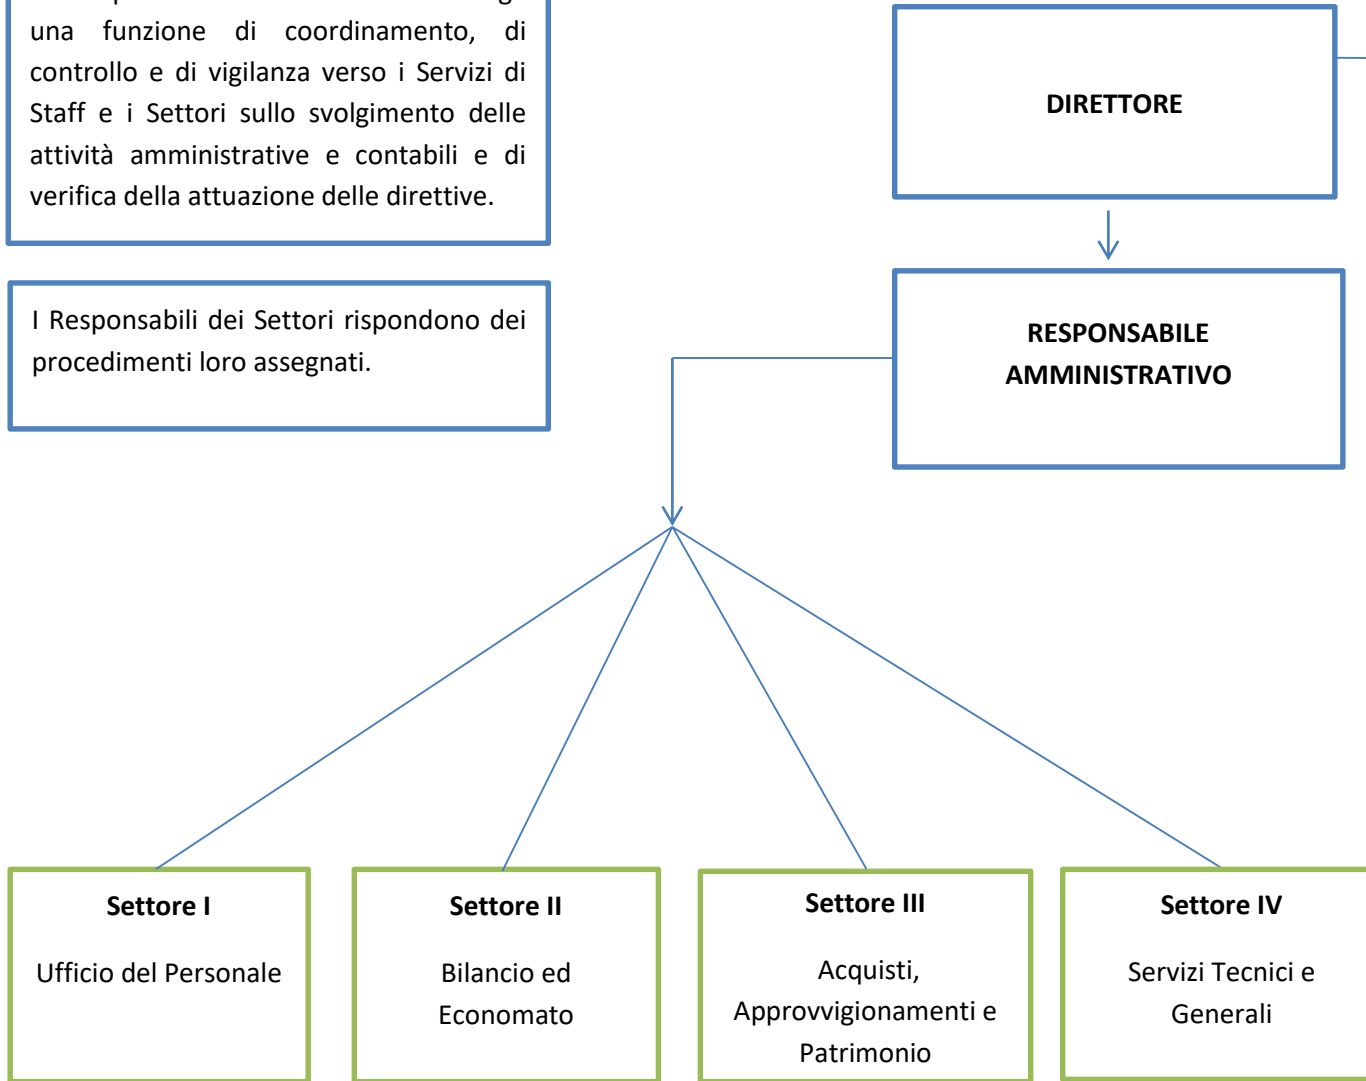 una funzione di coordinamento, di
controllo e di vigilanza verso i Servizi di
Staff e i Settori sullo svolgimento delle
attività amministrative e contabili e di
verifica della attuazione delle direttive.
I Responsabili dei Settori rispondono dei
procedimenti loro assegnati.
DIRETTORE
RESPONSABILE
AMMINISTRATIVO
Settore I
Ufficio del Personale
Settore II
Bilancio ed
Economato
Settore III
Acquisti,
Approvvigionamenti e
Patrimonio
Settore IV
Servizi Tecnici e
Generali